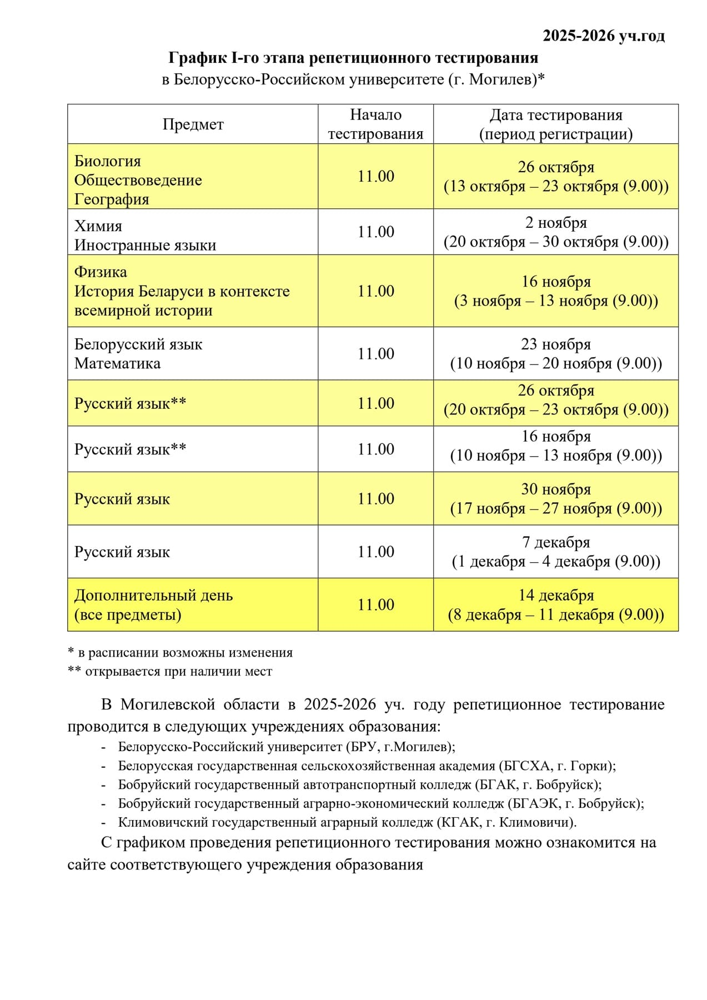 2025-2026 уч.год
График I-го этапа репетиционного тестирования
в Белорусско-Российском университете (г. Могилев)*
Предмет
Начало
тестирования
Дата тестирования
(период регистрации)
Биология
Обществоведение
География
11.00
26 октября
(13 октября – 23 октября (9.00))
Химия
Иностранные языки
11.00
2 ноября
(20 октября – 30 октября (9.00))
Физика
История Беларуси в контексте
всемирной истории
11.00
16 ноября
(3 ноября – 13 ноября (9.00))
Белорусский язык
Математика
11.00
23 ноября
(10 ноября – 20 ноября (9.00))
Русский язык**
11.00
26 октября
(20 октября – 23 октября (9.00))
Русский язык**
11.00
16 ноября
(10 ноября – 13 ноября (9.00))
Русский язык
11.00
30 ноября
(17 ноября – 27 ноября (9.00))
Русский язык
11.00
7 декабря
(1 декабря – 4 декабря (9.00))
Дополнительный день
(все предметы)
11.00
14 декабря
(8 декабря – 11 декабря (9.00))
* в расписании возможны изменения
** открывается при наличии мест
В Могилевской области в 2025-2026 уч. году репетиционное тестирование
проводится в следующих учреждениях образования:
- Белорусско-Российский университет (БРУ, г.Могилев);
- Белорусская государственная сельскохозяйственная академия (БГСХА, г. Горки);
- Бобруйский государственный автотранспортный колледж (БГАК, г. Бобруйск);
- Бобруйский государственный аграрно-экономический колледж (БГАЭК, г. Бобруйск);
- Климовичский государственный аграрный колледж (КГАК, г. Климовичи).
С графиком проведения репетиционного тестирования можно ознакомится на
сайте соответствующего учреждения образования